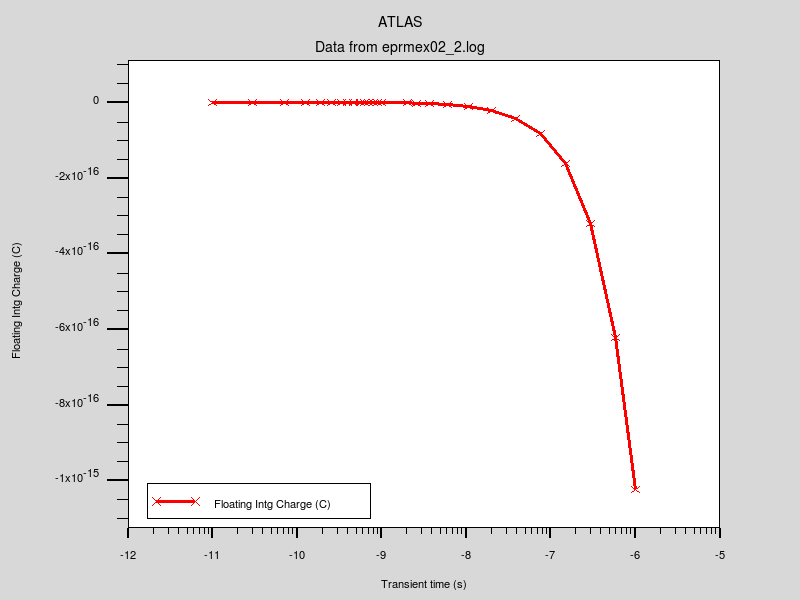 ATLAS
Data from eprmex02_2.log
0
-2x10-16
-4x10-16
-6x10-16
-8x10-16
-1x10-15
Floating Intg Charge (C)
Floating Intg Charge (C)
-12 -11 -10 -9 -8 -7 -6 -5
Transient time (s)